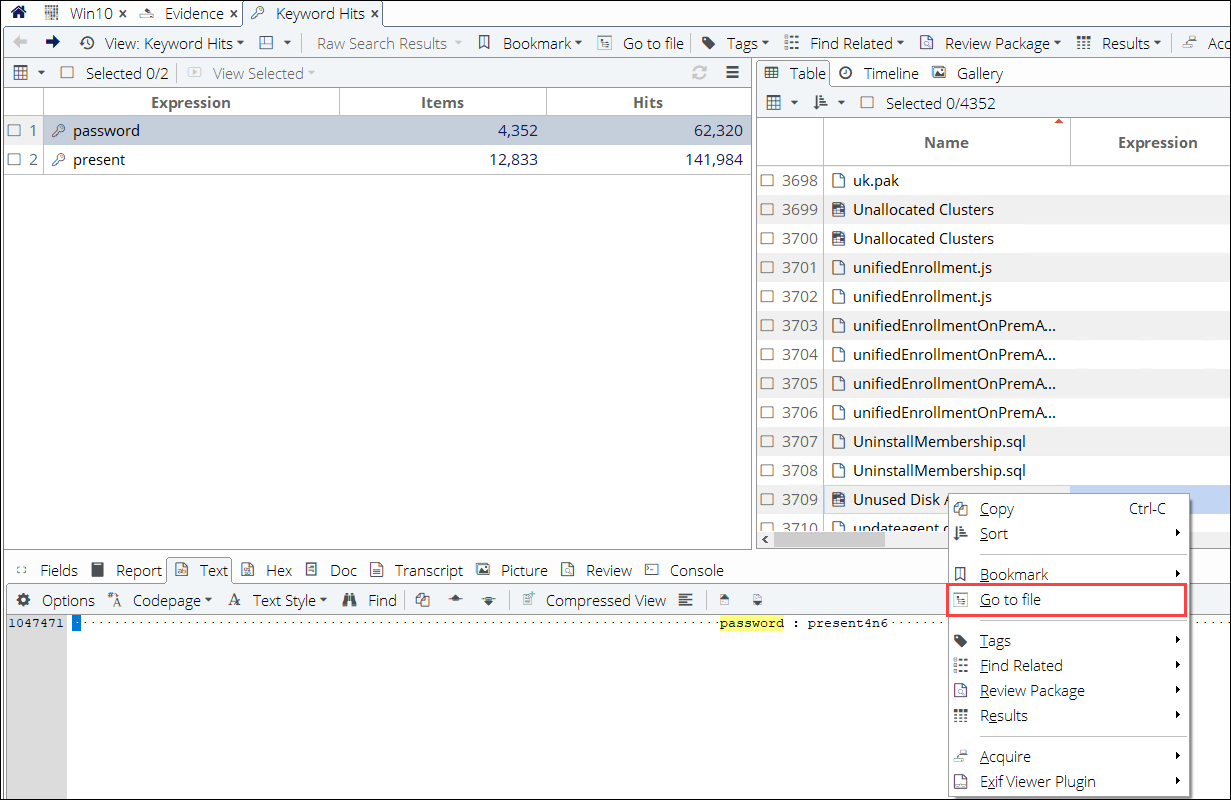 Win10 × Evidence × Keyword Hits ×
View: Keyword Hits Raw Search Results Bookmark Go to file Tags Find Related Review Package Results Acc
Selected 0/2 View Selected
Expression Items Hits
1 password 4,352 62,320
2 present 12,833 141,984
Table Timeline Gallery
Selected 0/4352
Name Expression
3698 uk.pak
3699 Unallocated Clusters
3700 Unallocated Clusters
3701 unifiedEnrollment.js
3702 unifiedEnrollment.js
3703 unifiedEnrollmentOnPremA...
3704 unifiedEnrollmentOnPremA...
3705 unifiedEnrollmentOnPremA...
3706 unifiedEnrollmentOnPremA...
3707 UninstallMembership.sql
3708 UninstallMembership.sql
3709 Unused Disk A
3710 updateagent.
Copy Ctrl-C
Sort
Bookmark
Go to file
Tags
Find Related
Review Package
Results
Acquire
Exif Viewer Plugin
Fields Report Text Hex Doc Transcript Picture Review Console
Options Codepage Text Style Find Compressed View
1047471 password : present4n6